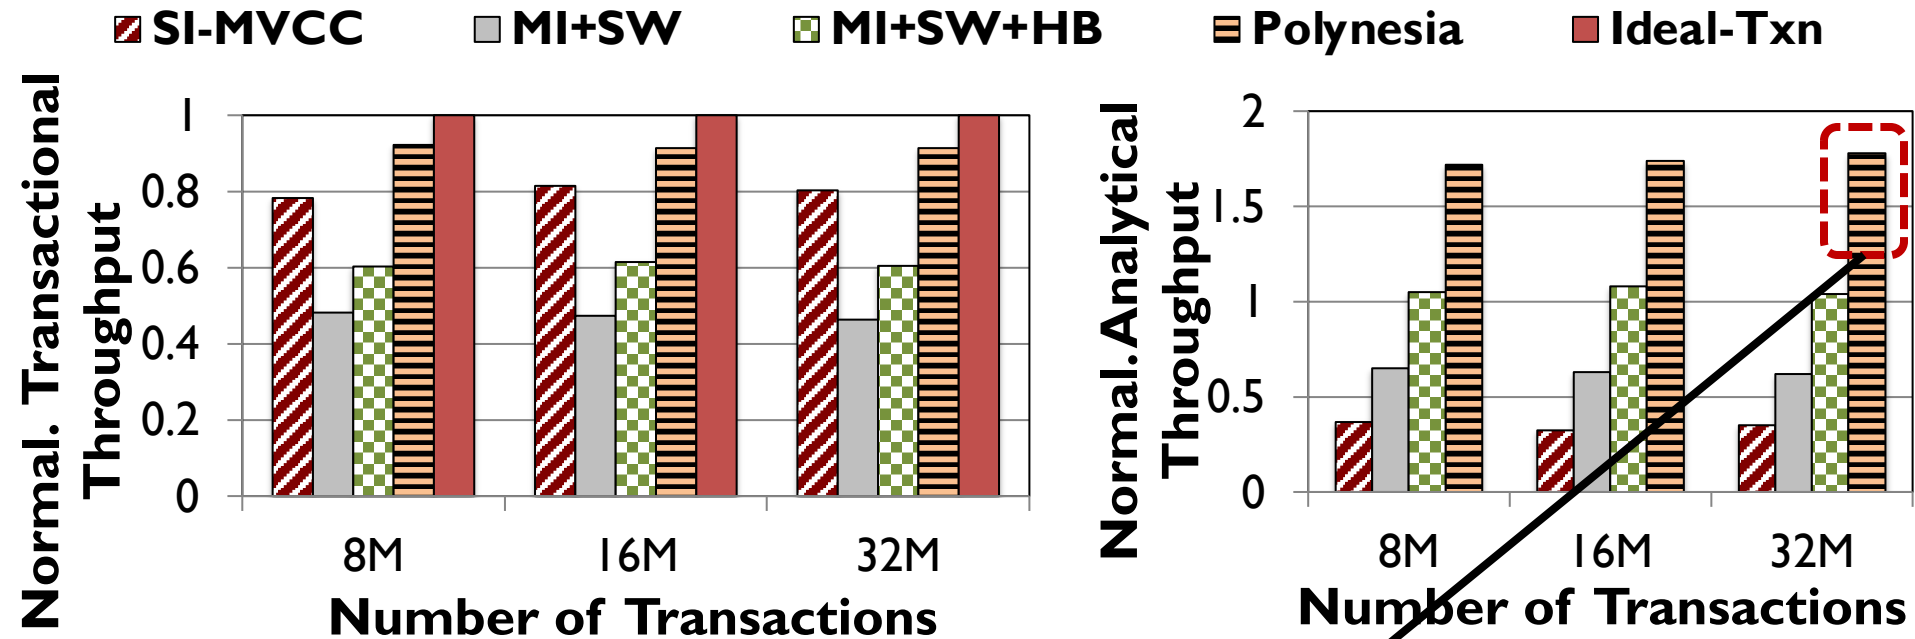 SI-MVCC MI+SW MI+SW+HB Polynesia Ideal-Txn
Normal. Transactional
Throughput
1
0.8
0.6
0.4
0.2
0
8M 16M 32M
Number of Transactions
Normal. Analytical
Throughput
2
1.5
1
0.5
0
8M 16M 32M
Number of Transactions